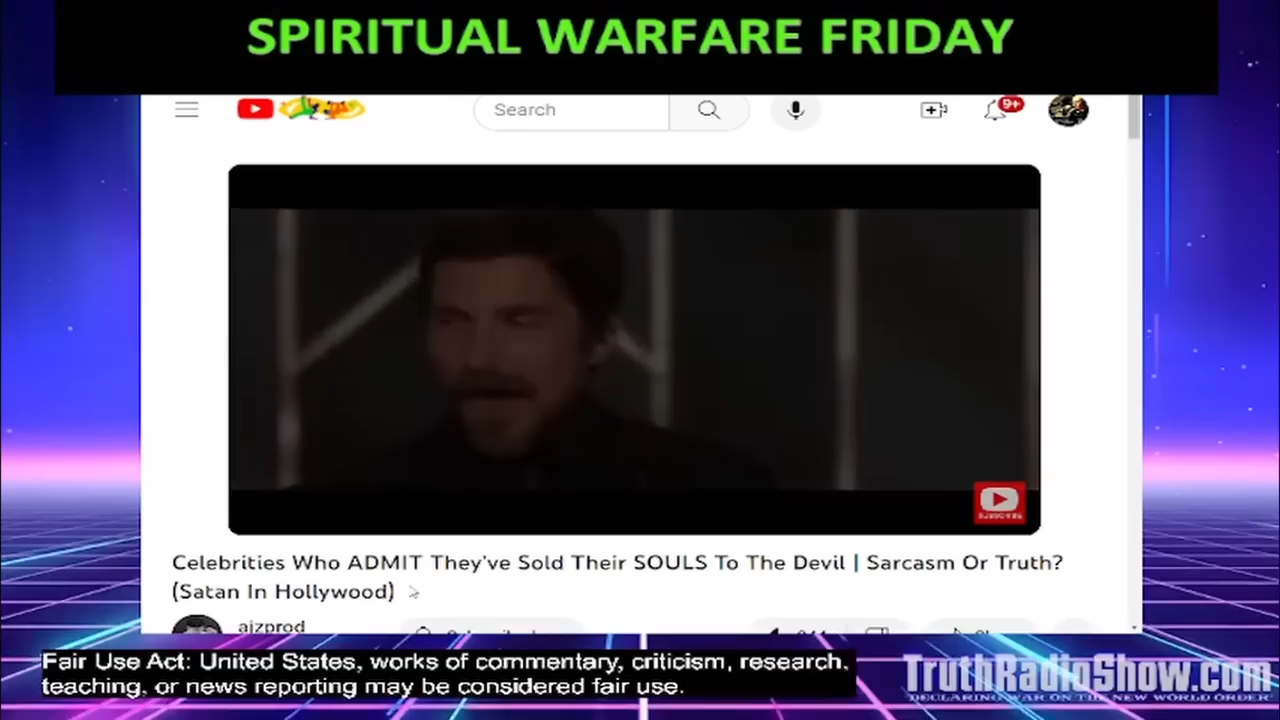 SPIRITUAL WARFARE FRIDAY
Search
9+
SUBSCRIBE
Celebrities Who ADMIT They've Sold Their SOULS To The Devil | Sarcasm Or Truth?
(Satan In Hollywood)
ajzprod
Fair Use Act: United States, works of commentary, criticism, research,
teaching, or news reporting may be considered fair use.
TruthRadioShow.com
DECLARING WAR ON THE NEW WORLD ORDER